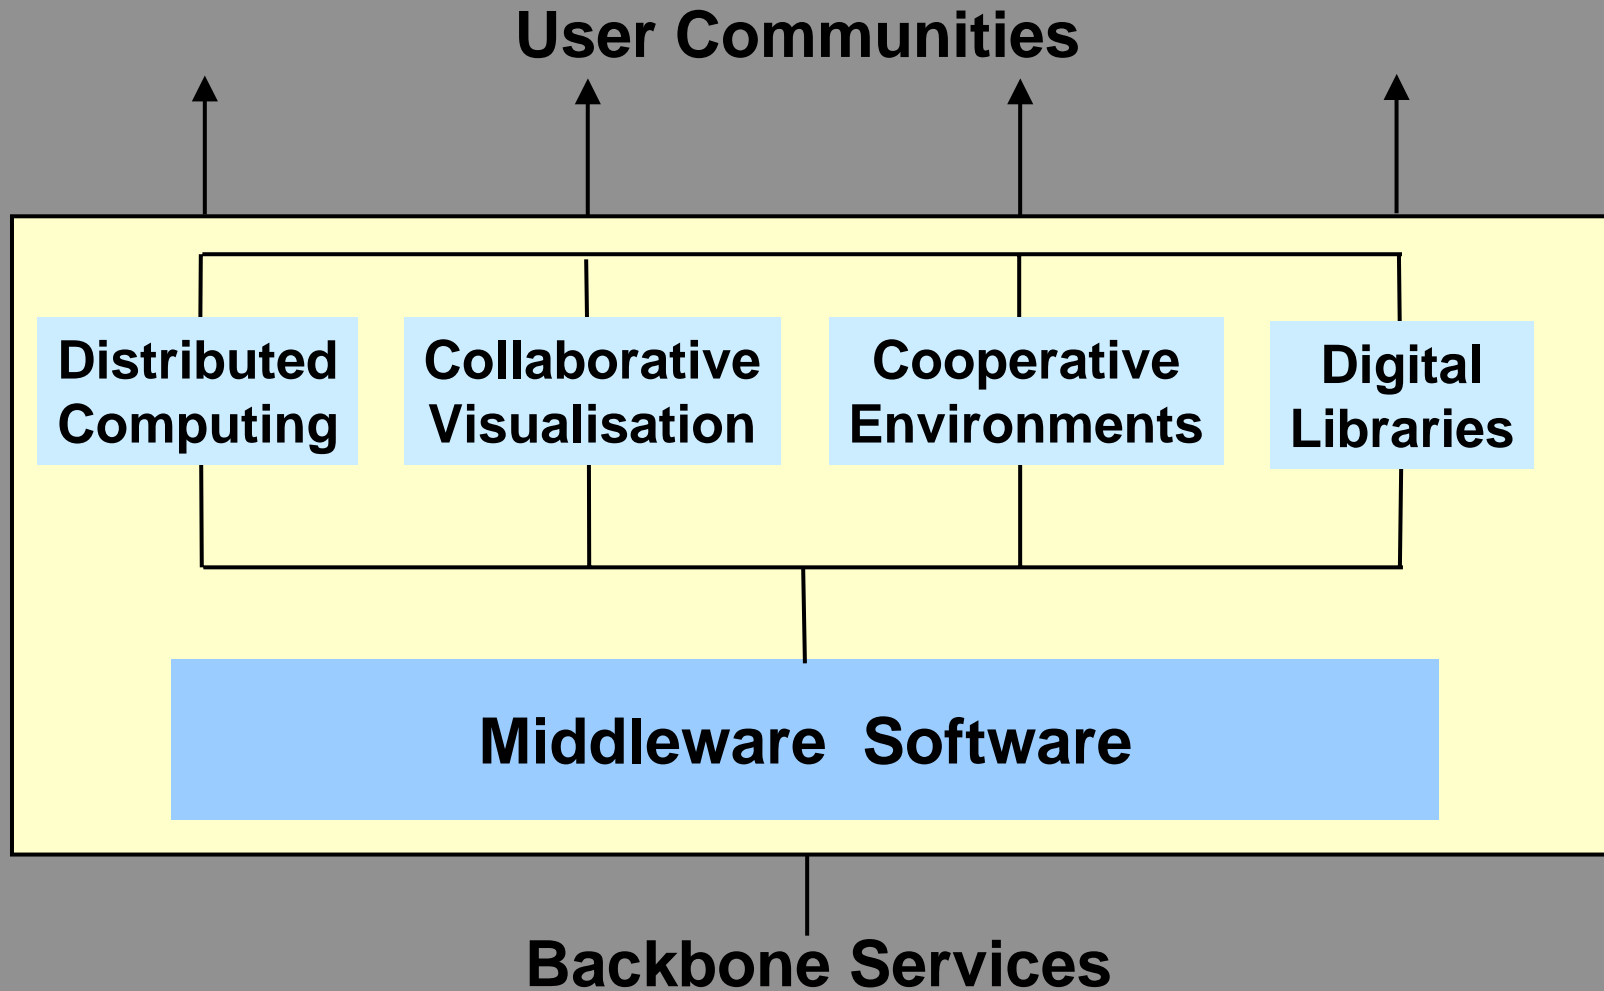 User Communities
Distributed
Computing
Collaborative
Visualisation
Cooperative
Environments
Digital
Libraries
Middleware  Software
Backbone Services